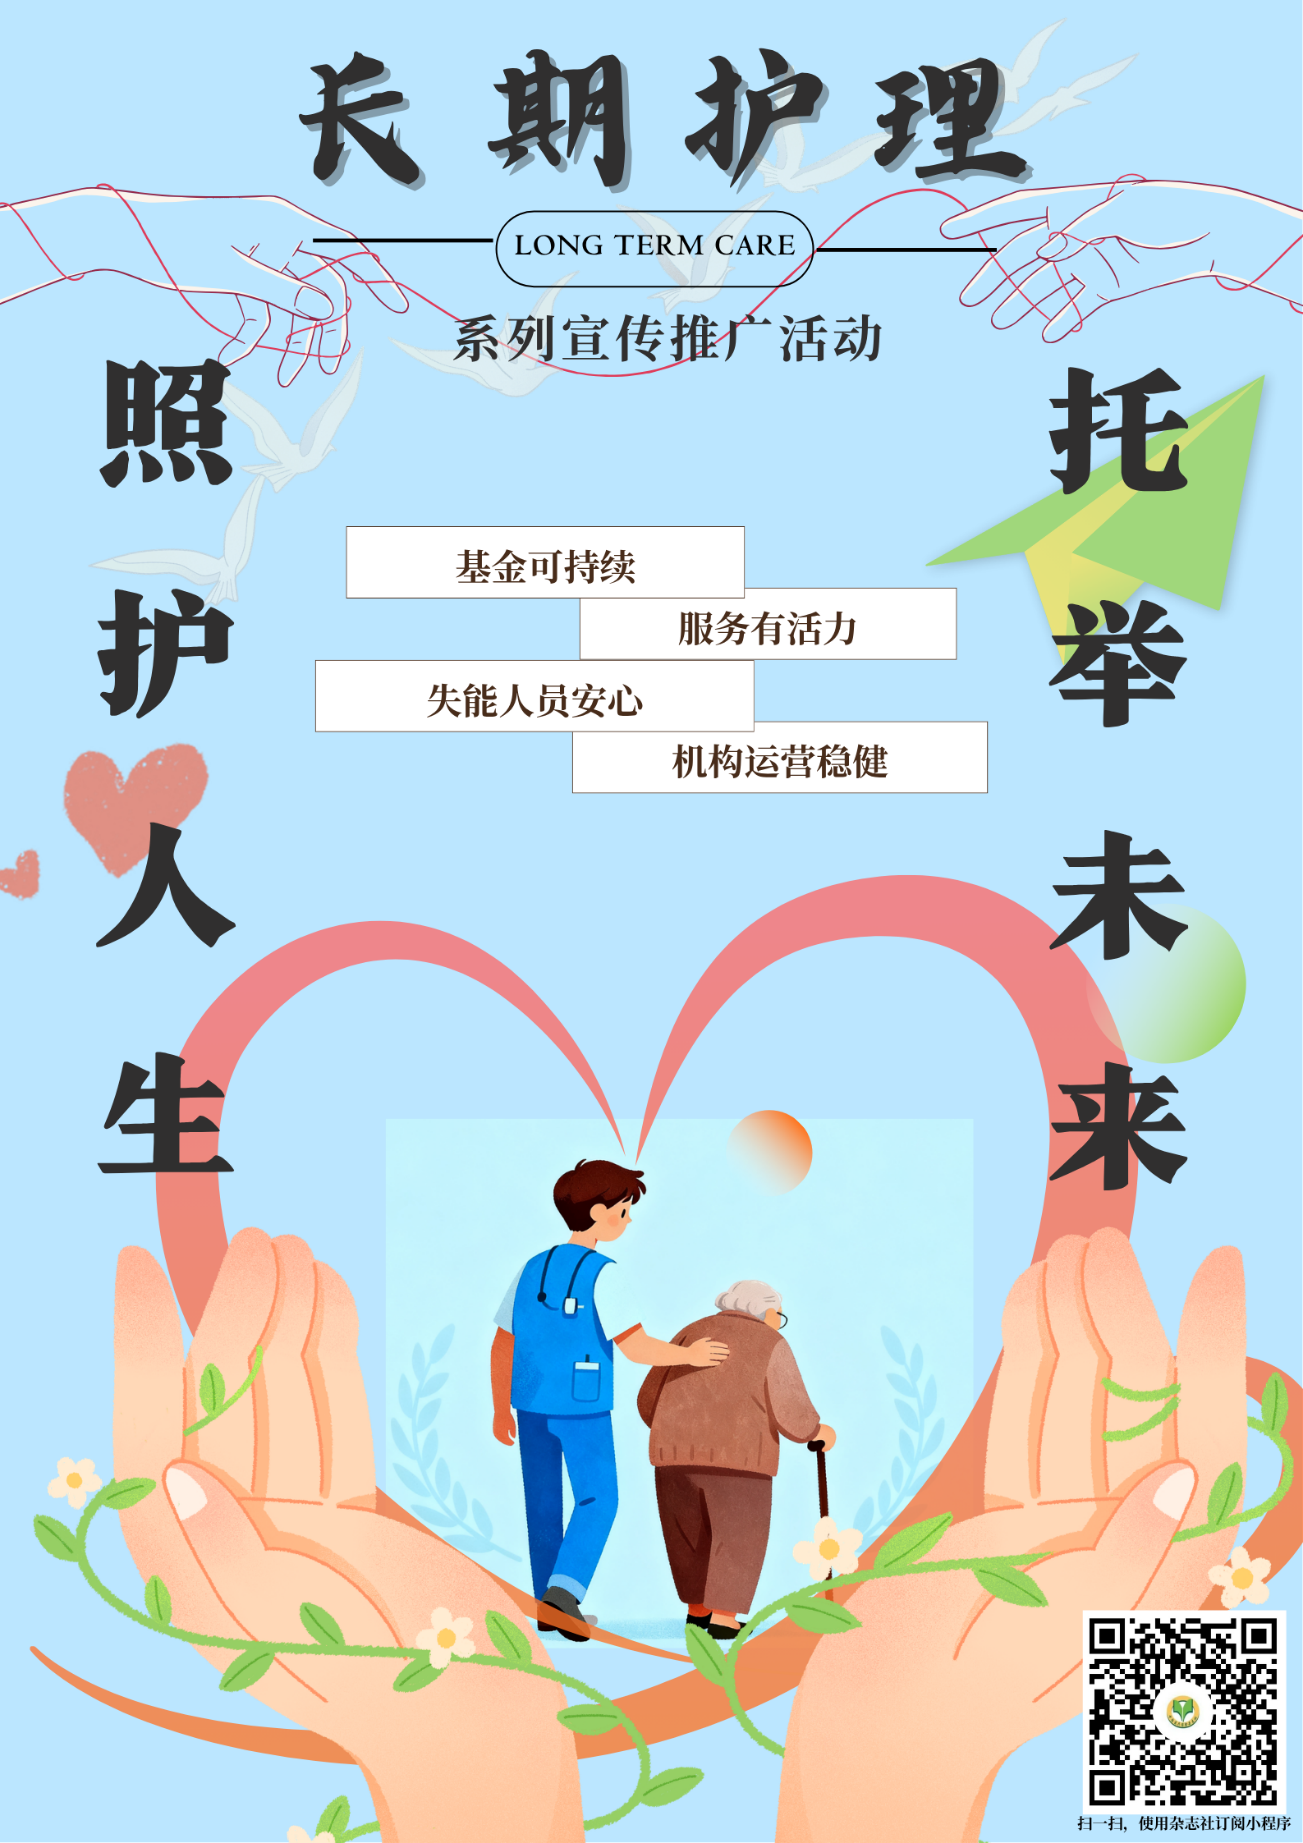 长期护理
LONG TERM CARE
系列宣传推广活动
照护人生
托举未来
基金可持续
服务有活力
失能人员安心
机构运营稳健
扫一扫，使用杂志社订阅小程序